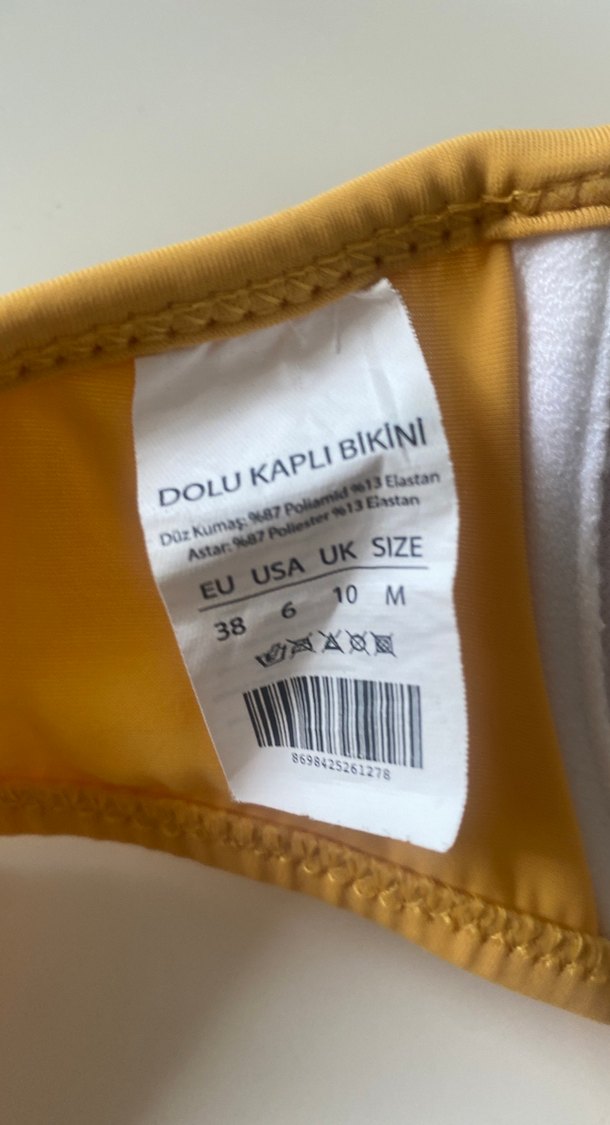 DOLU KAPLI BİKİNİ
Düz Kumaş: %87 Poliamid %13 Elastan
Astar: %87 Poliester %13 Elastan
EU USA UK SIZE
38 6 10 M
8698425261278